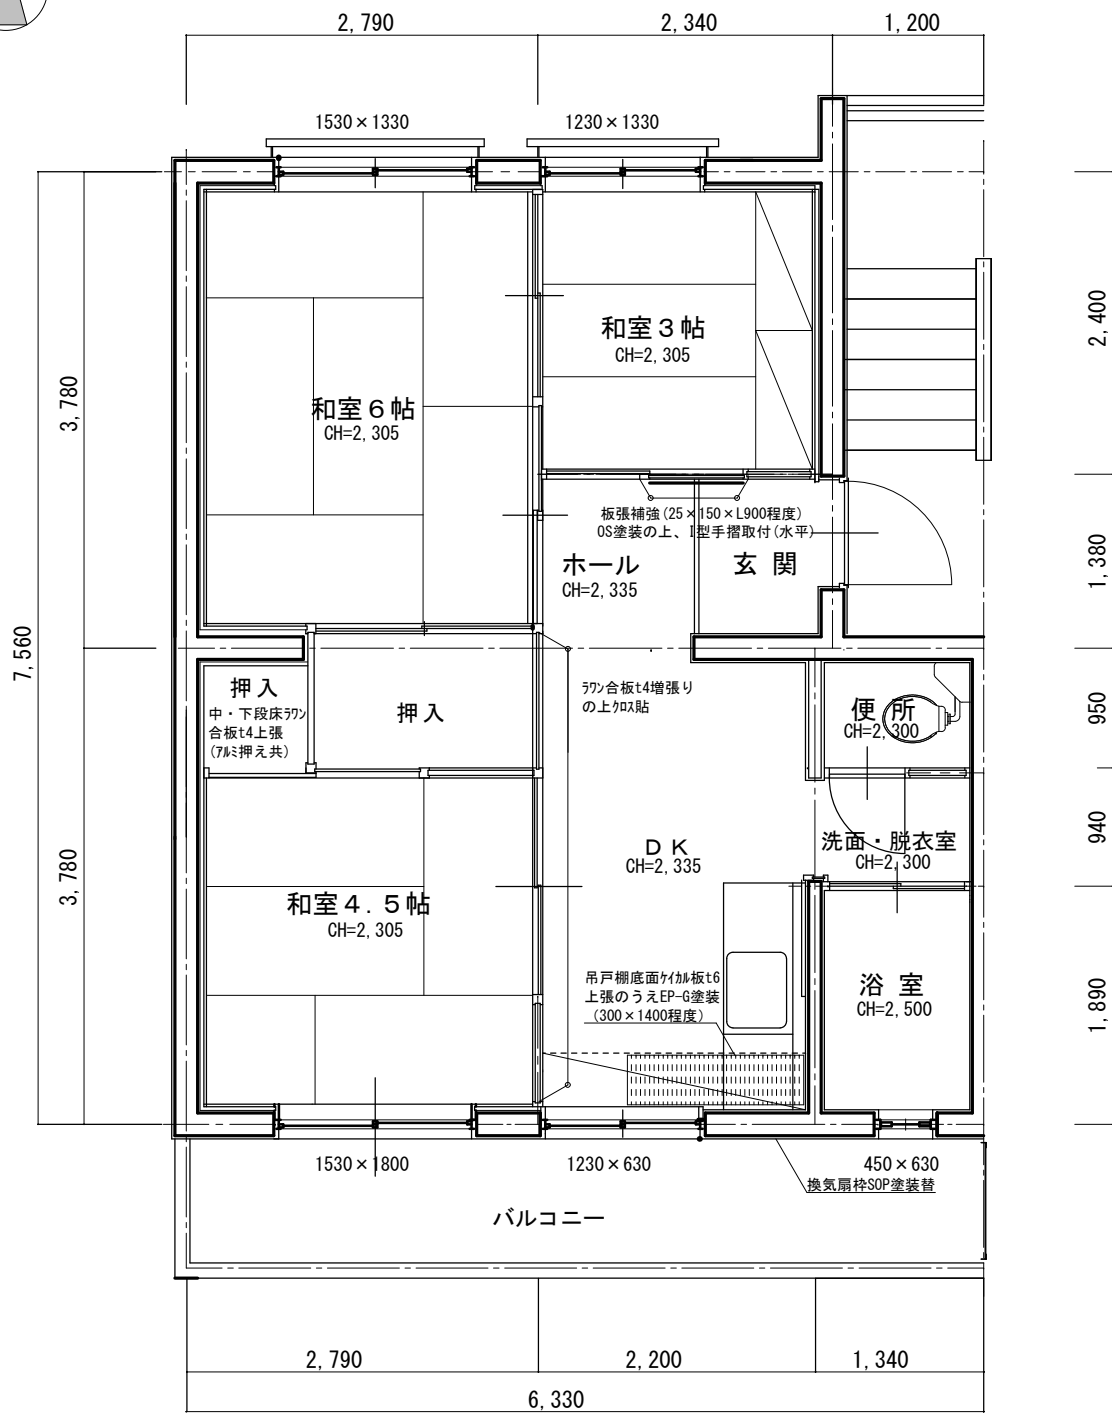 2,790
2,340
1,200
1530×1330
1230×1330
2,400
和室３帖
CH=2,305
3,780
和室６帖
CH=2,305
板張補強(25×150×L900程度)
OS塗装の上、I型手摺取付(水平)
ホール
CH=2,335
玄 関
1,380
7,560
押入
中・下段床ﾗﾜﾝ
合板t4上張
(ｱﾙﾐ押え共)
押入
ﾗﾜﾝ合板t4増張り
の上ｸﾛｽ貼
便 所
CH=2,300
950
940
洗面・脱衣室
CH=2,300
ＤＫ
CH=2,335
3,780
和室４.５帖
CH=2,305
吊戸棚底面ｹｲｶﾙ板t6
上張のうえEP-G塗装
(300×1400程度)
浴 室
CH=2,500
1,890
1530×1800
1230×630
450×630
換気扇枠SOP塗装替
バルコニー
2,790
2,200
1,340
6,330